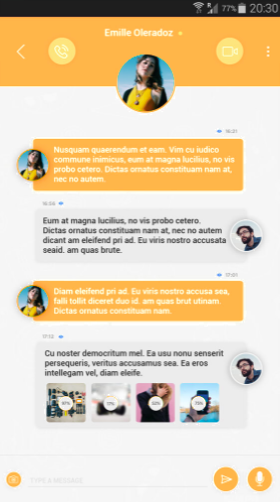 77% 20:30
Emille Oleradoz
16:21
Nusquam quaerendum et eam. Vim cu iudico
commune inimicus, eum at magna lucilius, no vis
probo cetero. Dictas ornatus constituam nam at,
nec no autem.
Eum at magna lucilius, no vis probo cetero.
Dictas ornatus constituam nam at, nec no autem
dicant am eleifend pri ad. Eu viris nostro accusata
seaid. am quas brute.
17:01
Diam eleifend pri ad. Eu viris nostro accusa sea,
falli tollit diceret duo id. am quas brut utinam.
Dictas ornatus constituam nam.
17:12
Cu noster democritum mel. Ea usu nonu senserit
persequeris, veritus accusamus sea. Ea eros
intellegam vel, diam eleife.
TYPE A MESSAGE